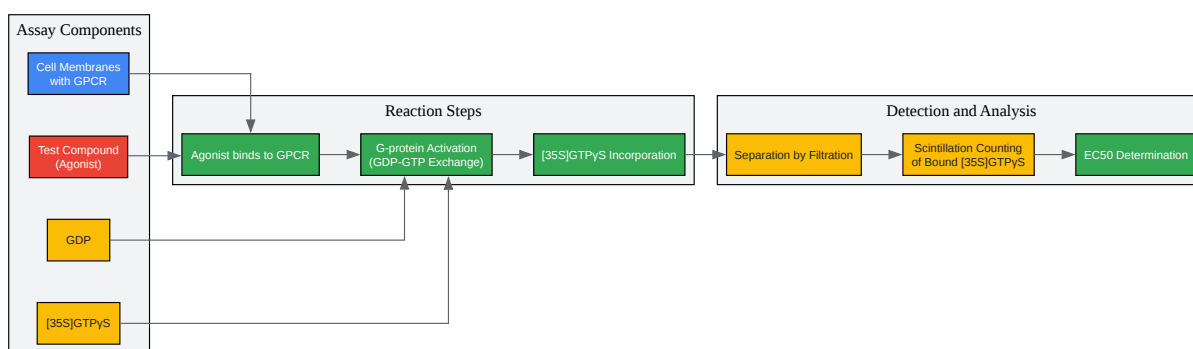 Assay Components
Cell Membranes
with GPCR
Test Compound
(Agonist)
GDP
[35S]GTPγS
Reaction Steps
Agonist binds to GPCR
G-protein Activation
(GDP-GTP Exchange)
[35S]GTPγS Incorporation
Detection and Analysis
Separation by Filtration
Scintillation Counting
of Bound [35S]GTPγS
EC50 Determination